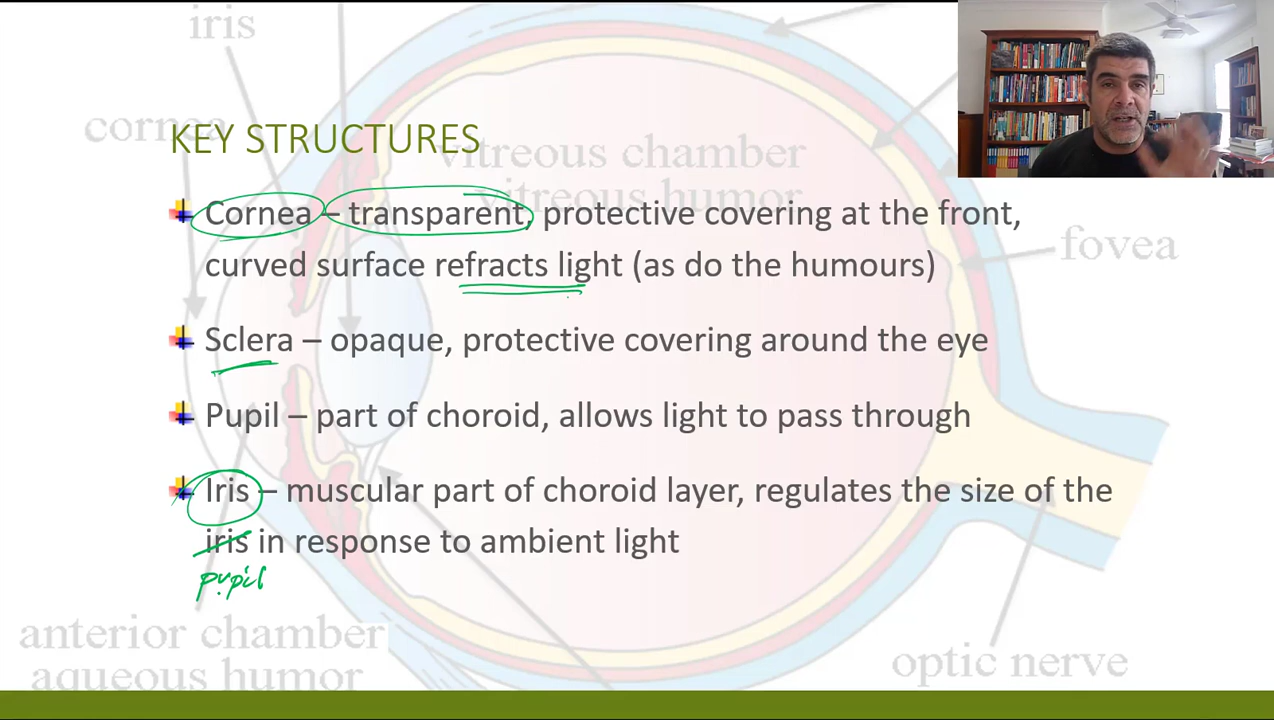 iris
cornea
vitreous chamber
vitreous humor
KEY STRUCTURES
Cornea – transparent, protective covering at the front,
curved surface refracts light (as do the humours)
fovea
Sclera – opaque, protective covering around the eye
Pupil – part of choroid, allows light to pass through
Iris – muscular part of choroid layer, regulates the size of the
iris in response to ambient light
pupil
anterior chamber
aqueous humor
optic nerve